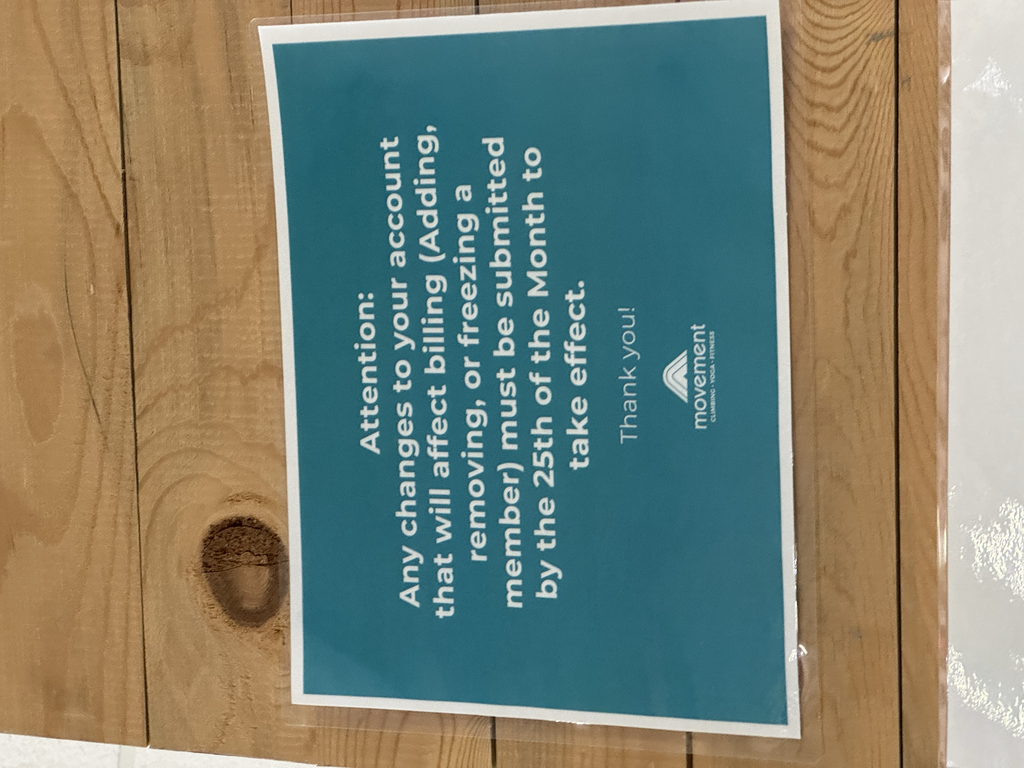 Attention:
Any changes to your account
that will affect billing (Adding,
removing, or freezing a
member) must be submitted
by the 25th of the Month to
take effect.
Thank you!
movement
CLIMBING • YOGA • FITNESS